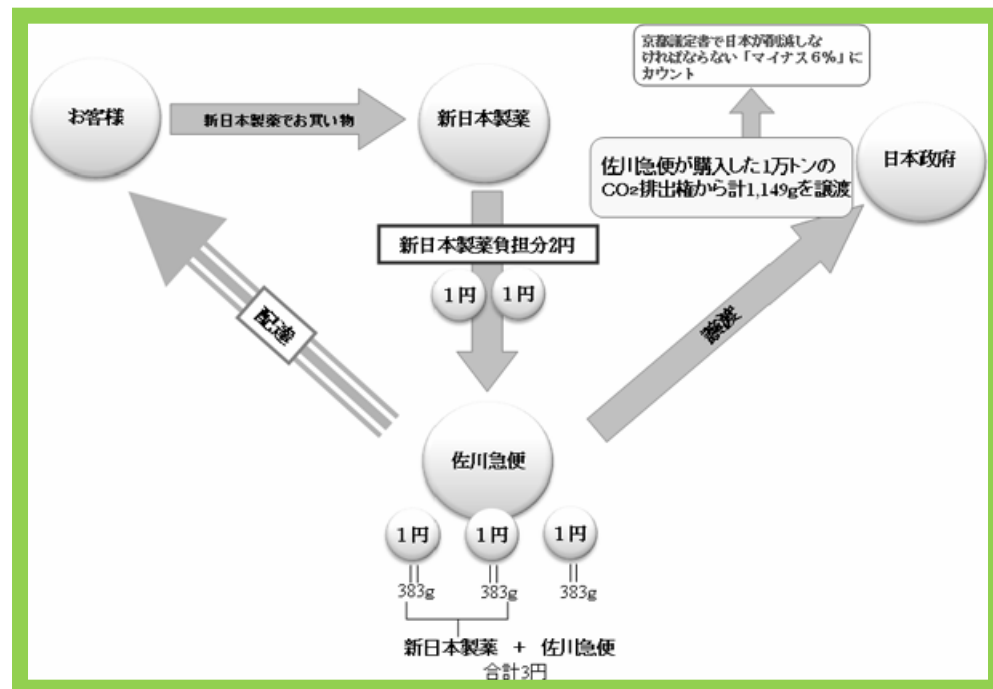 京都議定書で日本が削減しな
ければならない「マイナス6%」に
カウント
お客様
新日本製薬でお買い物
新日本製薬
佐川急便が購入した1万トンの
CO2排出権から計1,149gを譲渡
日本政府
新日本製薬負担分2円
1円
1円
配達
譲渡
佐川急便
1円
1円
1円
383g
383g
383g
新日本製薬 + 佐川急便
合計3円